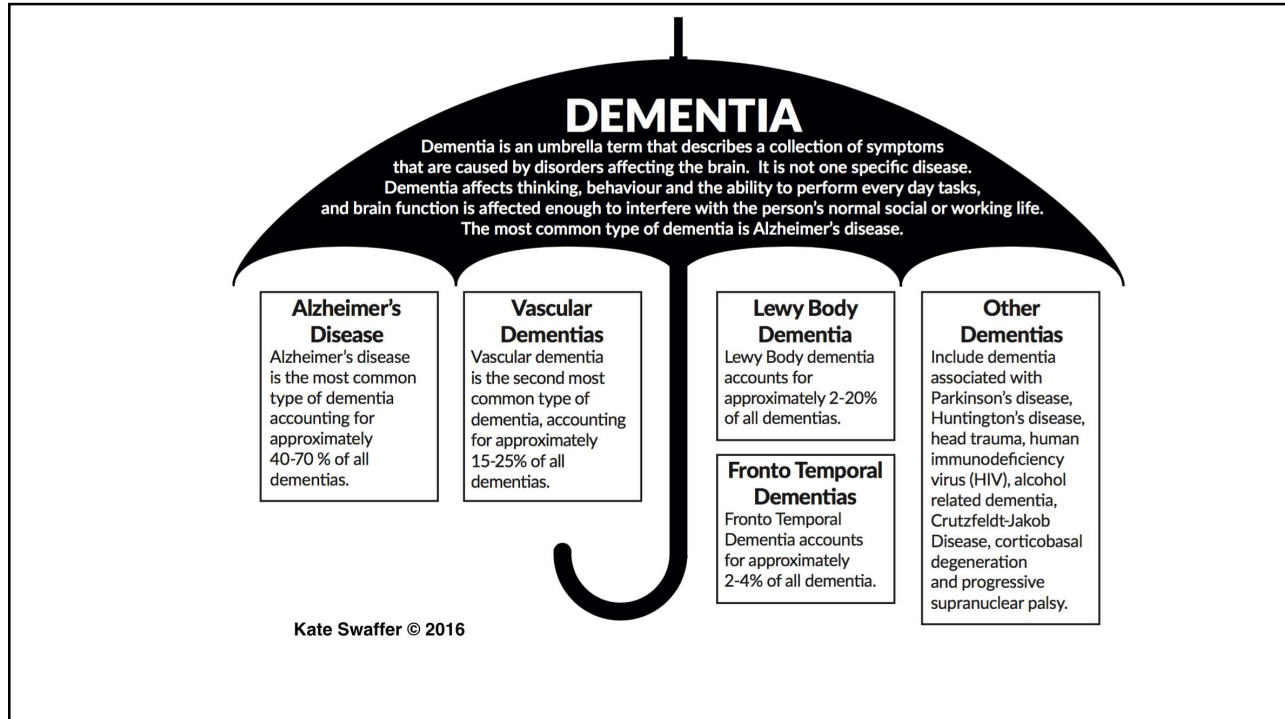 DEMENTIA
Dementia is an umbrella term that describes a collection of symptoms
that are caused by disorders affecting the brain. It is not one specific disease.
Dementia affects thinking, behaviour and the ability to perform every day tasks,
and brain function is affected enough to interfere with the person's normal social or working life.
The most common type of dementia is Alzheimer's disease.
Alzheimer's
Disease
Alzheimer's disease
is the most common
type of dementia
accounting for
approximately
40-70 % of all
dementias.
Vascular
Dementias
Vascular dementia
is the second most
common type of
dementia, accounting
for approximately
15-25% of all
dementias.
Lewy Body
Dementia
Lewy Body dementia
accounts for
approximately 2-20%
of all dementias.
Fronto Temporal
Dementias
Fronto Temporal
Dementia accounts
for approximately
2-4% of all dementia.
Other
Dementias
Include dementia
associated with
Parkinson's disease,
Huntington's disease,
head trauma, human
immunodeficiency
virus (HIV), alcohol
related dementia,
Crutzfeldt-Jakob
Disease, corticobasal
degeneration
and progressive
supranuclear palsy.
Kate Swaffer © 2016